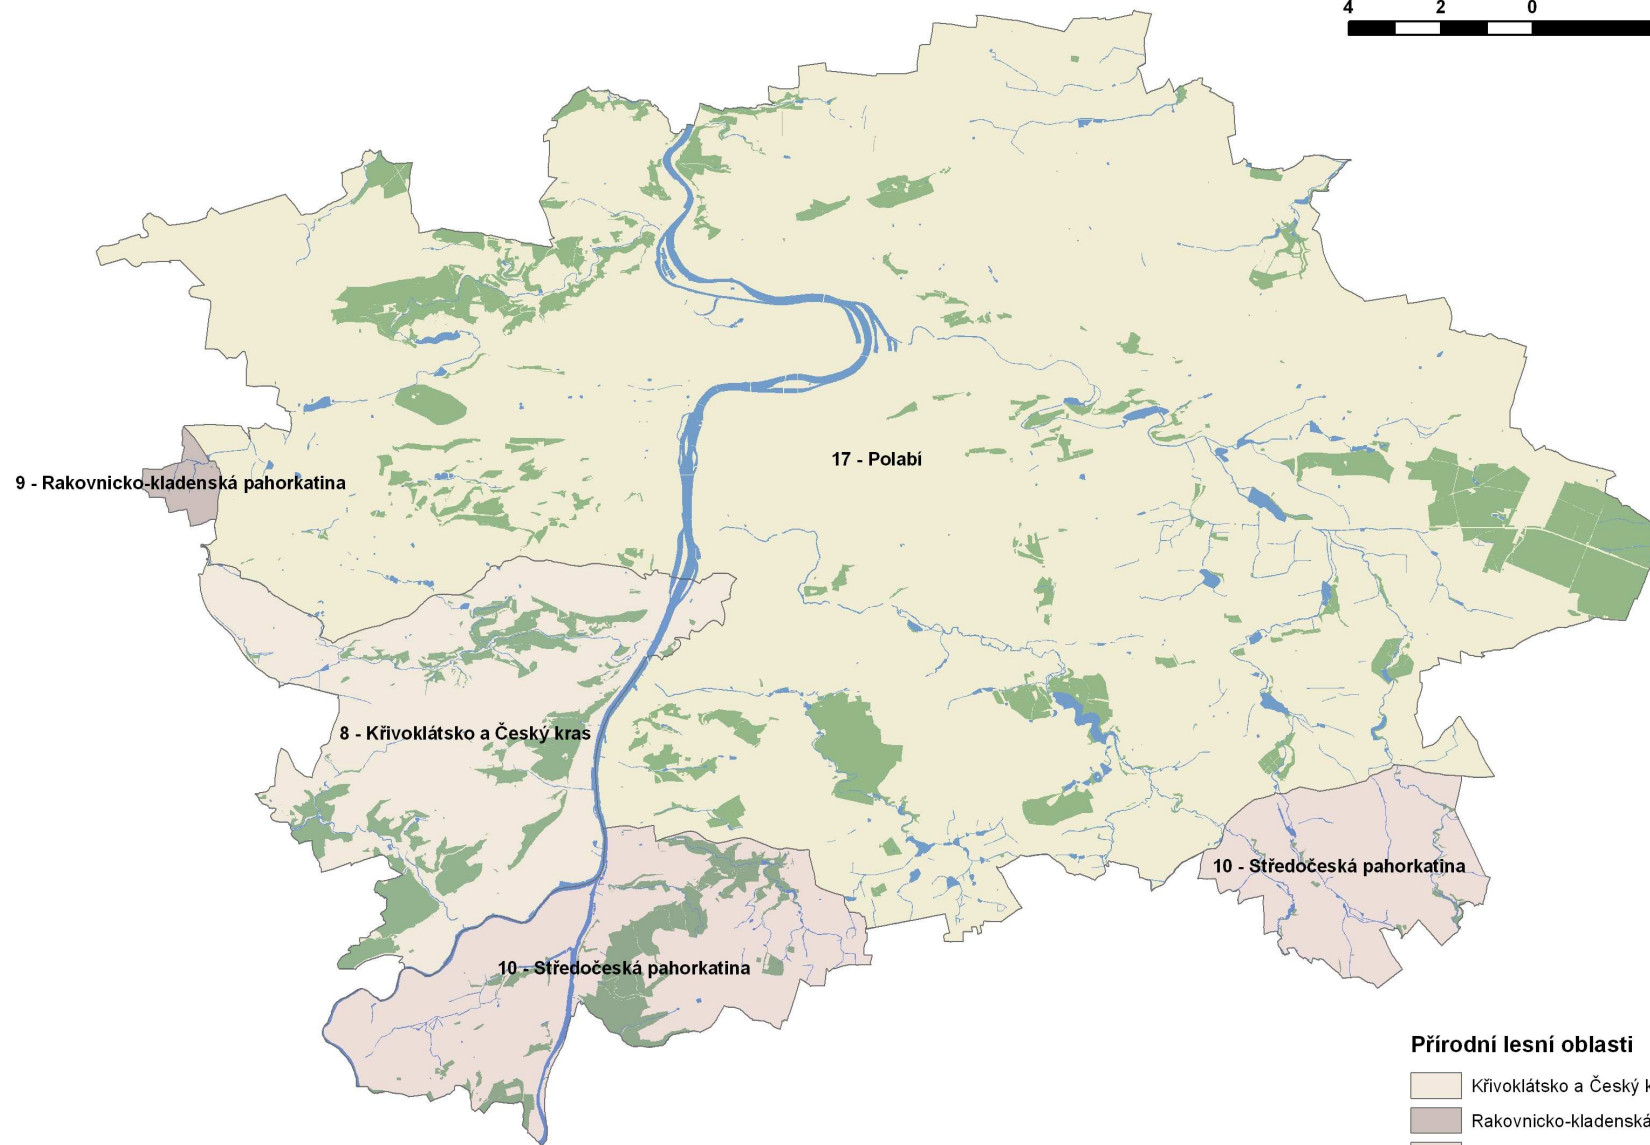 4 2 0
17 - Polabí
9 - Rakovnicko-kladenská pahorkatina
8 - Křivoklátsko a Český kras
10 - Středočeská pahorkatina
10 - Středočeská pahorkatina
Přírodní lesní oblasti
Křivoklátsko a Český k
Rakovnicko-kladenská